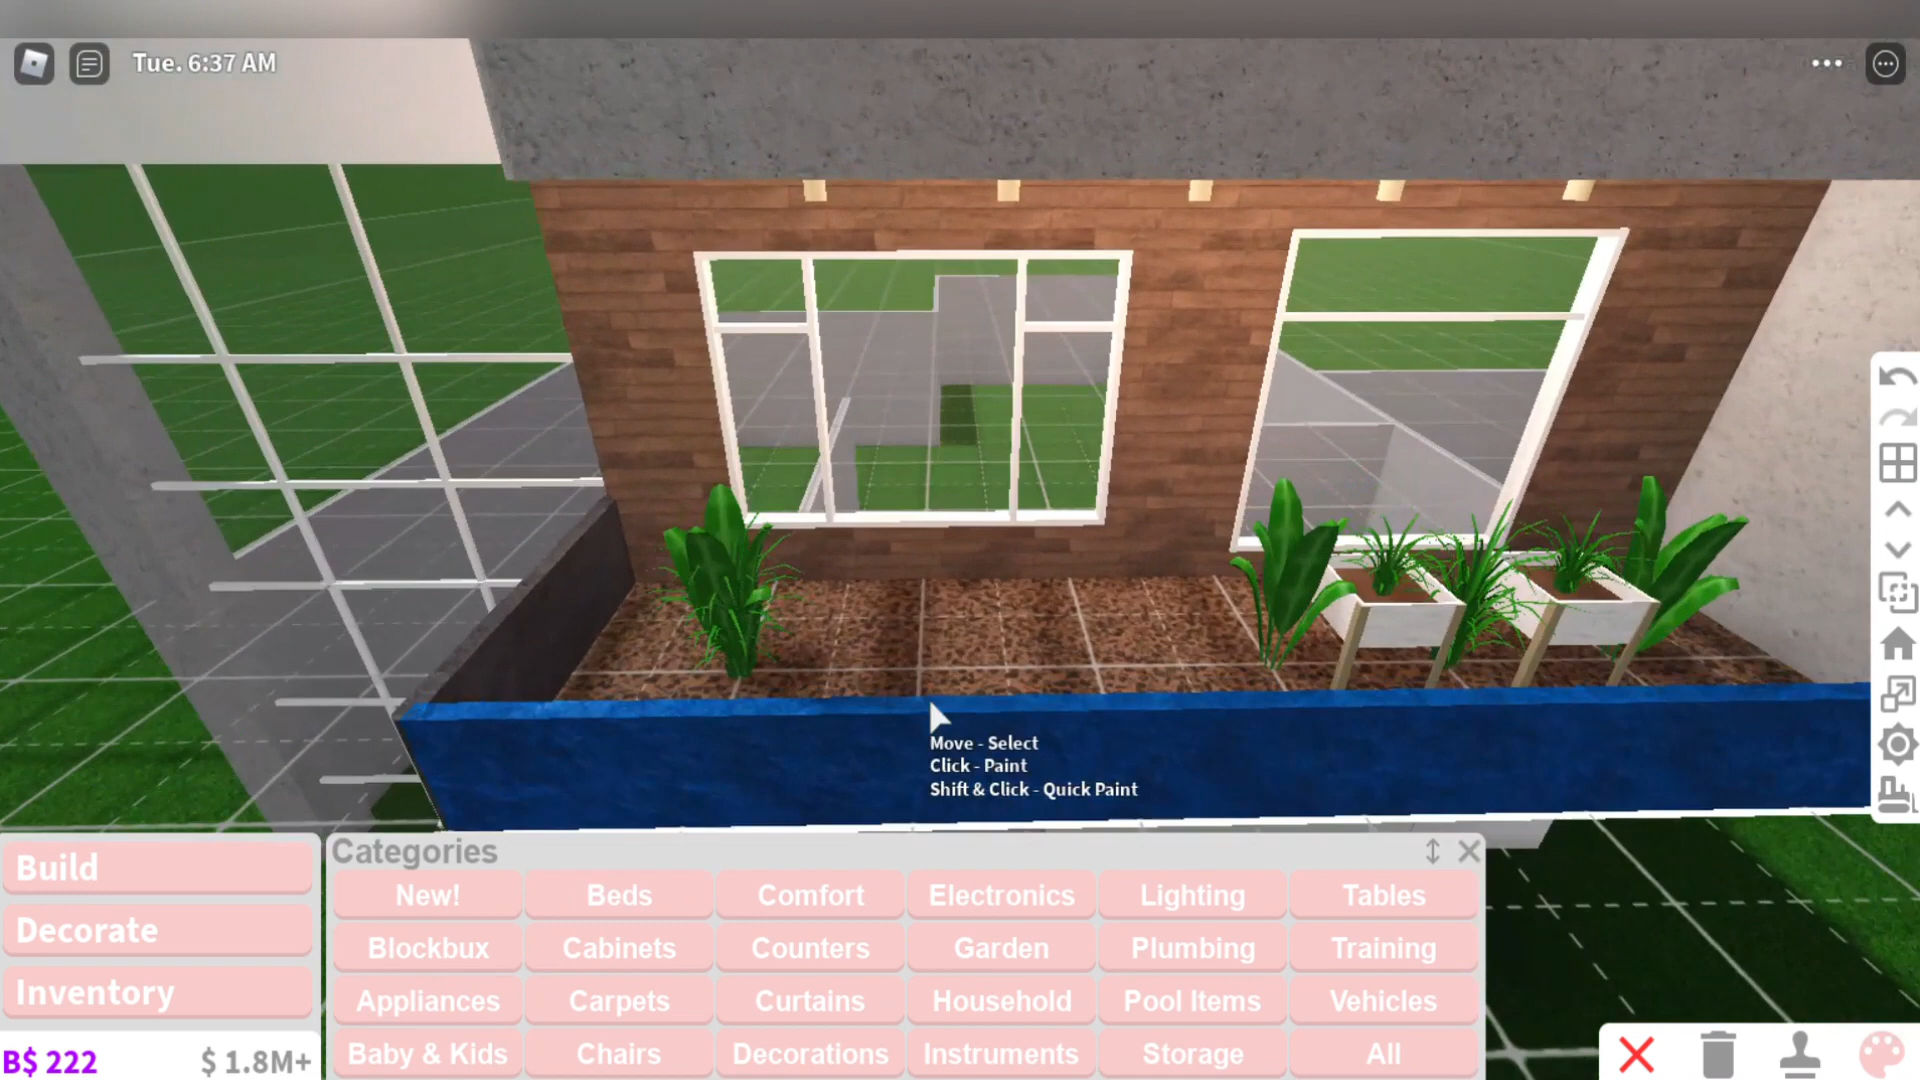 Tue. 6:37 AM
Move - Select
Click - Paint
Shift & Click - Quick Paint
Build
Decorate
Inventory
B$ 222
$ 1.8M+
Categories
New!
Beds
Comfort
Electronics
Lighting
Tables
Blockbux
Cabinets
Counters
Garden
Plumbing
Training
Appliances
Carpets
Curtains
Household
Pool Items
Vehicles
Baby & Kids
Chairs
Decorations
Instruments
Storage
All